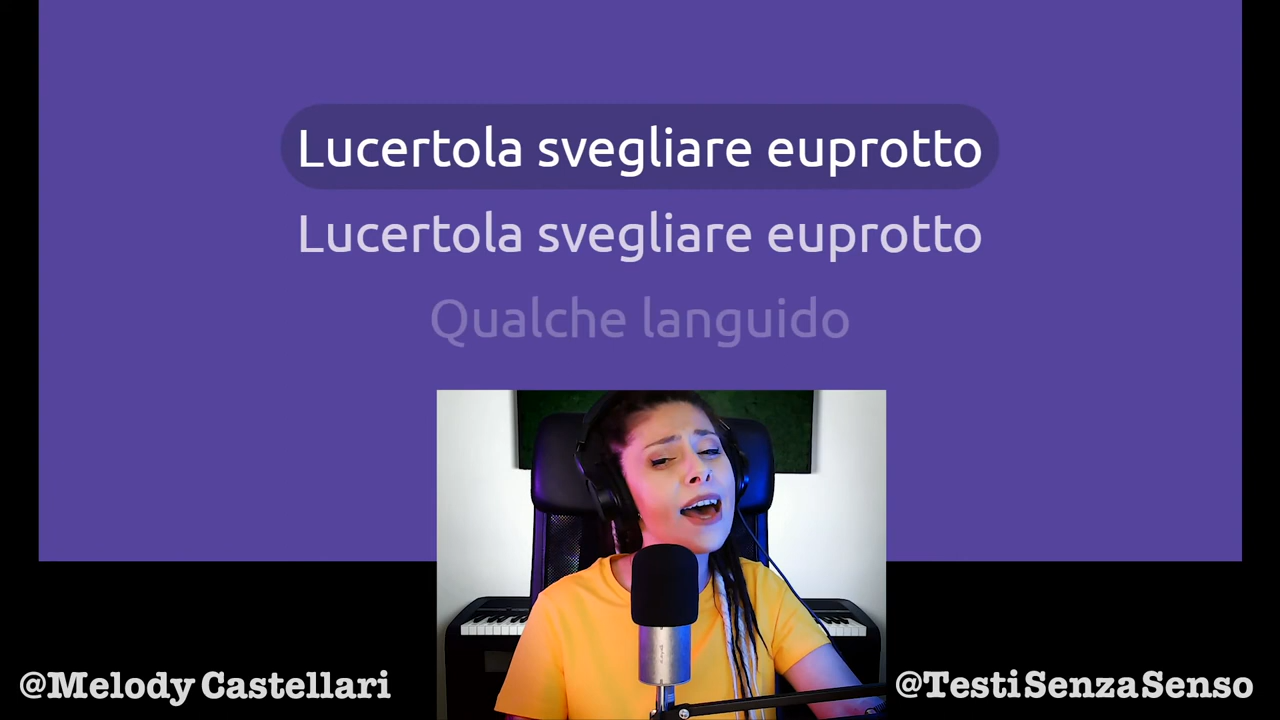 Lucertola svegliare euprotto
Lucertola svegliare euprotto
Qualche languido
@Melody Castellari
@TestiSenzaSenso